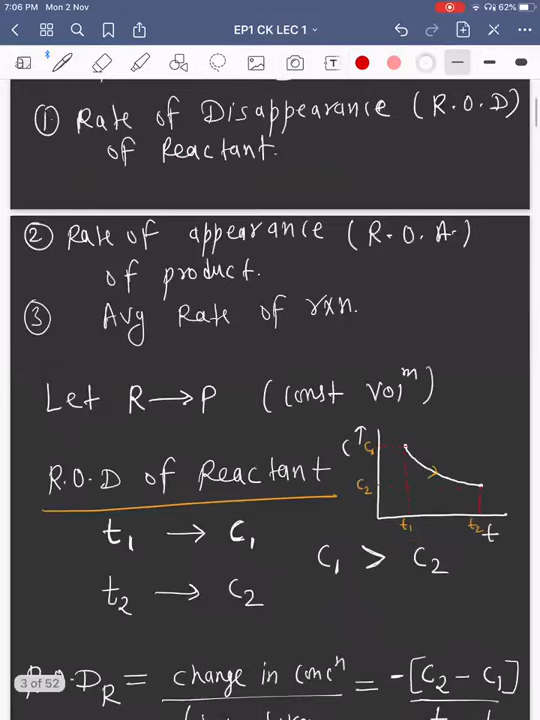 7:06 PM Mon 2 Nov 62%
EP1 CK LEC 1
① Rate of Disappearance (R.O.D)
of Reactant.
② Rate of appearance (R.O.A.)
of product.
③ Avg Rate of rxn.
Let R → P (const volᵐ)
R.O.D of Reactant
C↑ C₁
C₂
t₁ t₂ t
t₁ → C₁
C₁ > C₂
t₂ → C₂
3 of 52
R.O.D_R = change in concⁿ = -[C₂ - C₁]